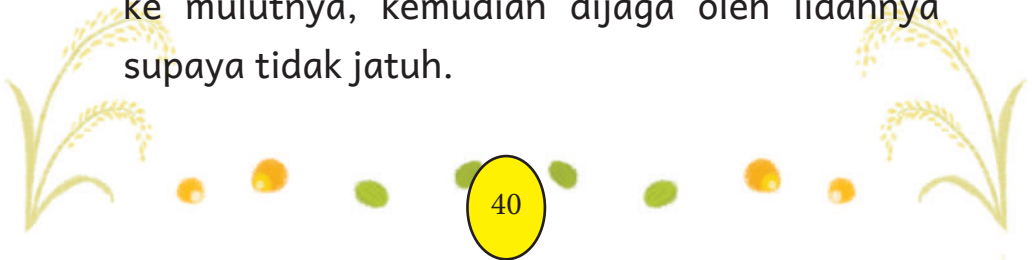 ke mulutnya, kemudian dijaga oleh lidahnya
supaya tidak jatuh.
40